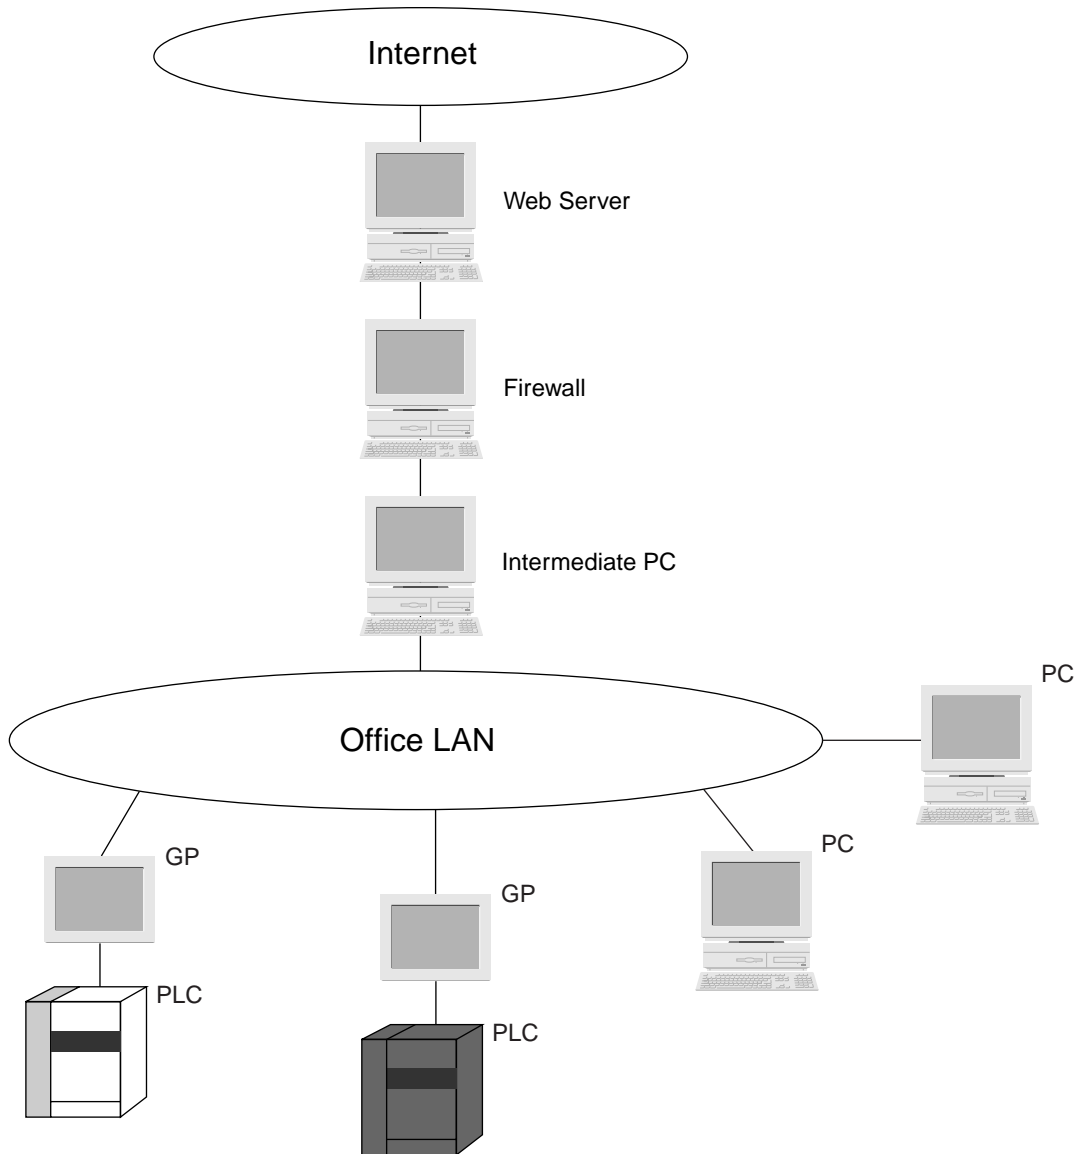 Internet
Web Server
Firewall
Intermediate PC
PC
Office LAN
PC
GP
GP
PLC
PLC